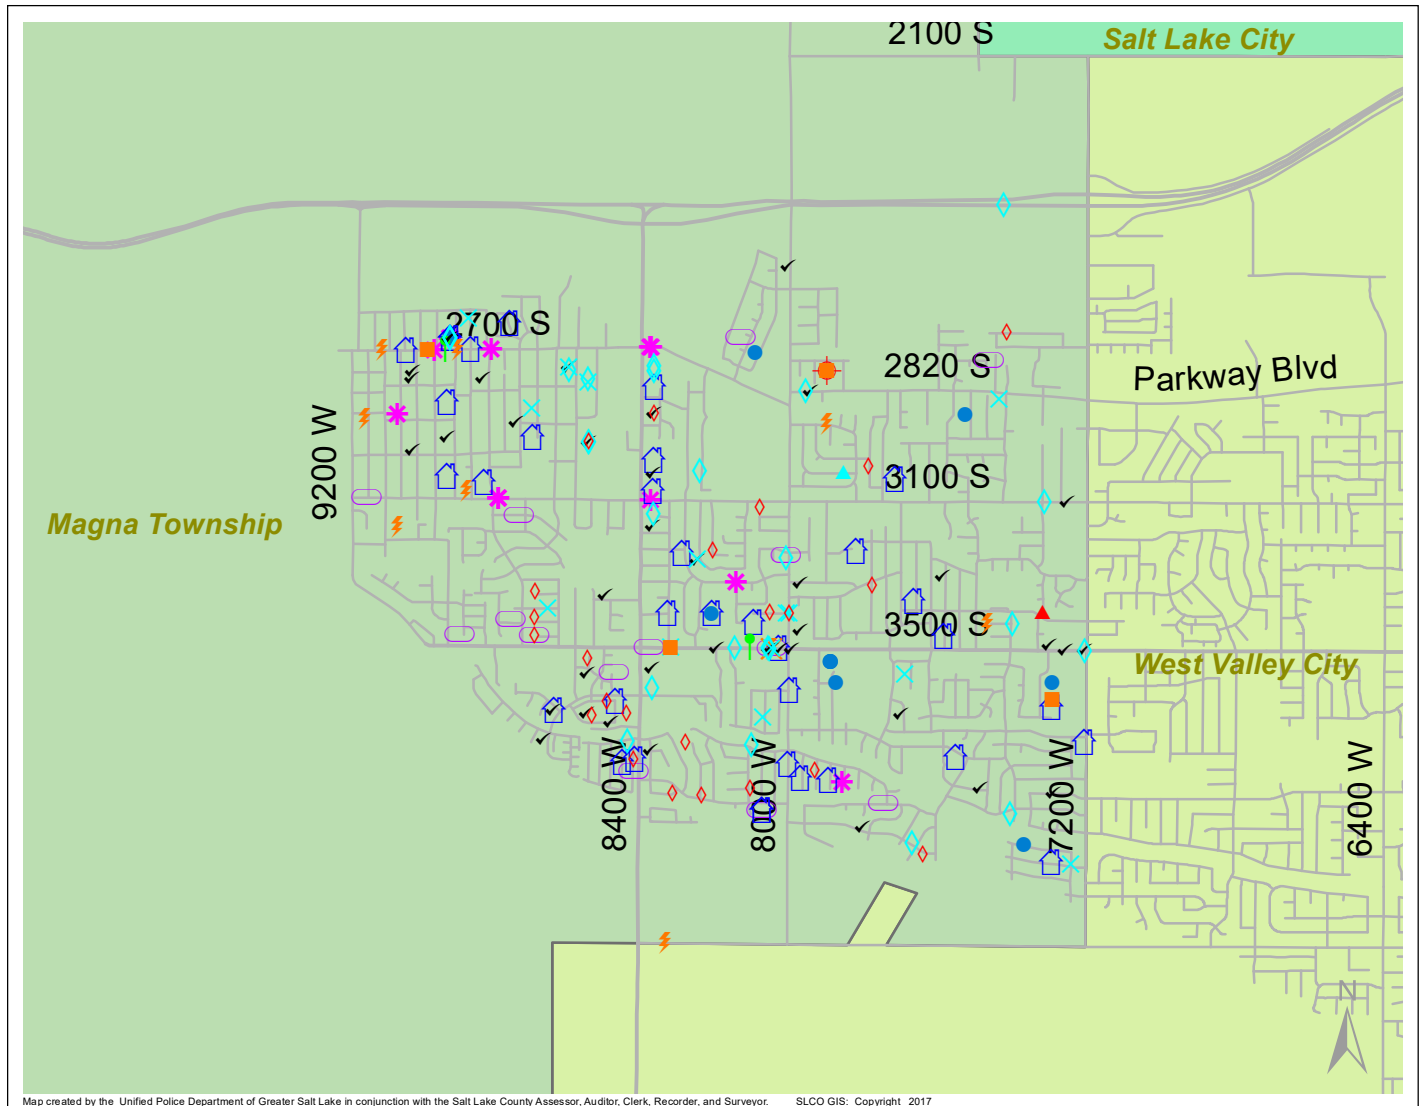 2100 S
Salt Lake City
2700 S
2820 S
Parkway Blvd
9200 W
3100 S
Magna Township
3500 S
West Valley City
8400 W
8000 W
7200 W
6400 W
N
Map created by the Unified Police Department of Greater Salt Lake in conjunction with the Salt Lake County Assessor, Auditor, Clerk, Recorder, and Surveyor. SLCO GIS: Copyright 2017